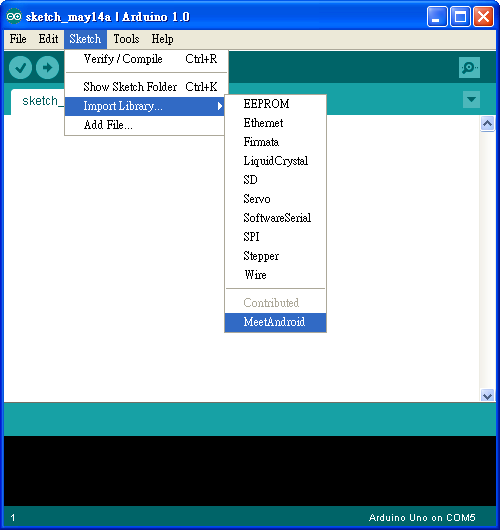 sketch_may14a | Arduino 1.0
File Edit Sketch Tools Help
Verify / Compile Ctrl+R
Show Sketch Folder Ctrl+K
sketch_
Import Library...
Add File...
EEPROM
Ethernet
Firmata
LiquidCrystal
SD
Servo
SoftwareSerial
SPI
Stepper
Wire
Contributed
MeetAndroid
1 Arduino Uno on COM5